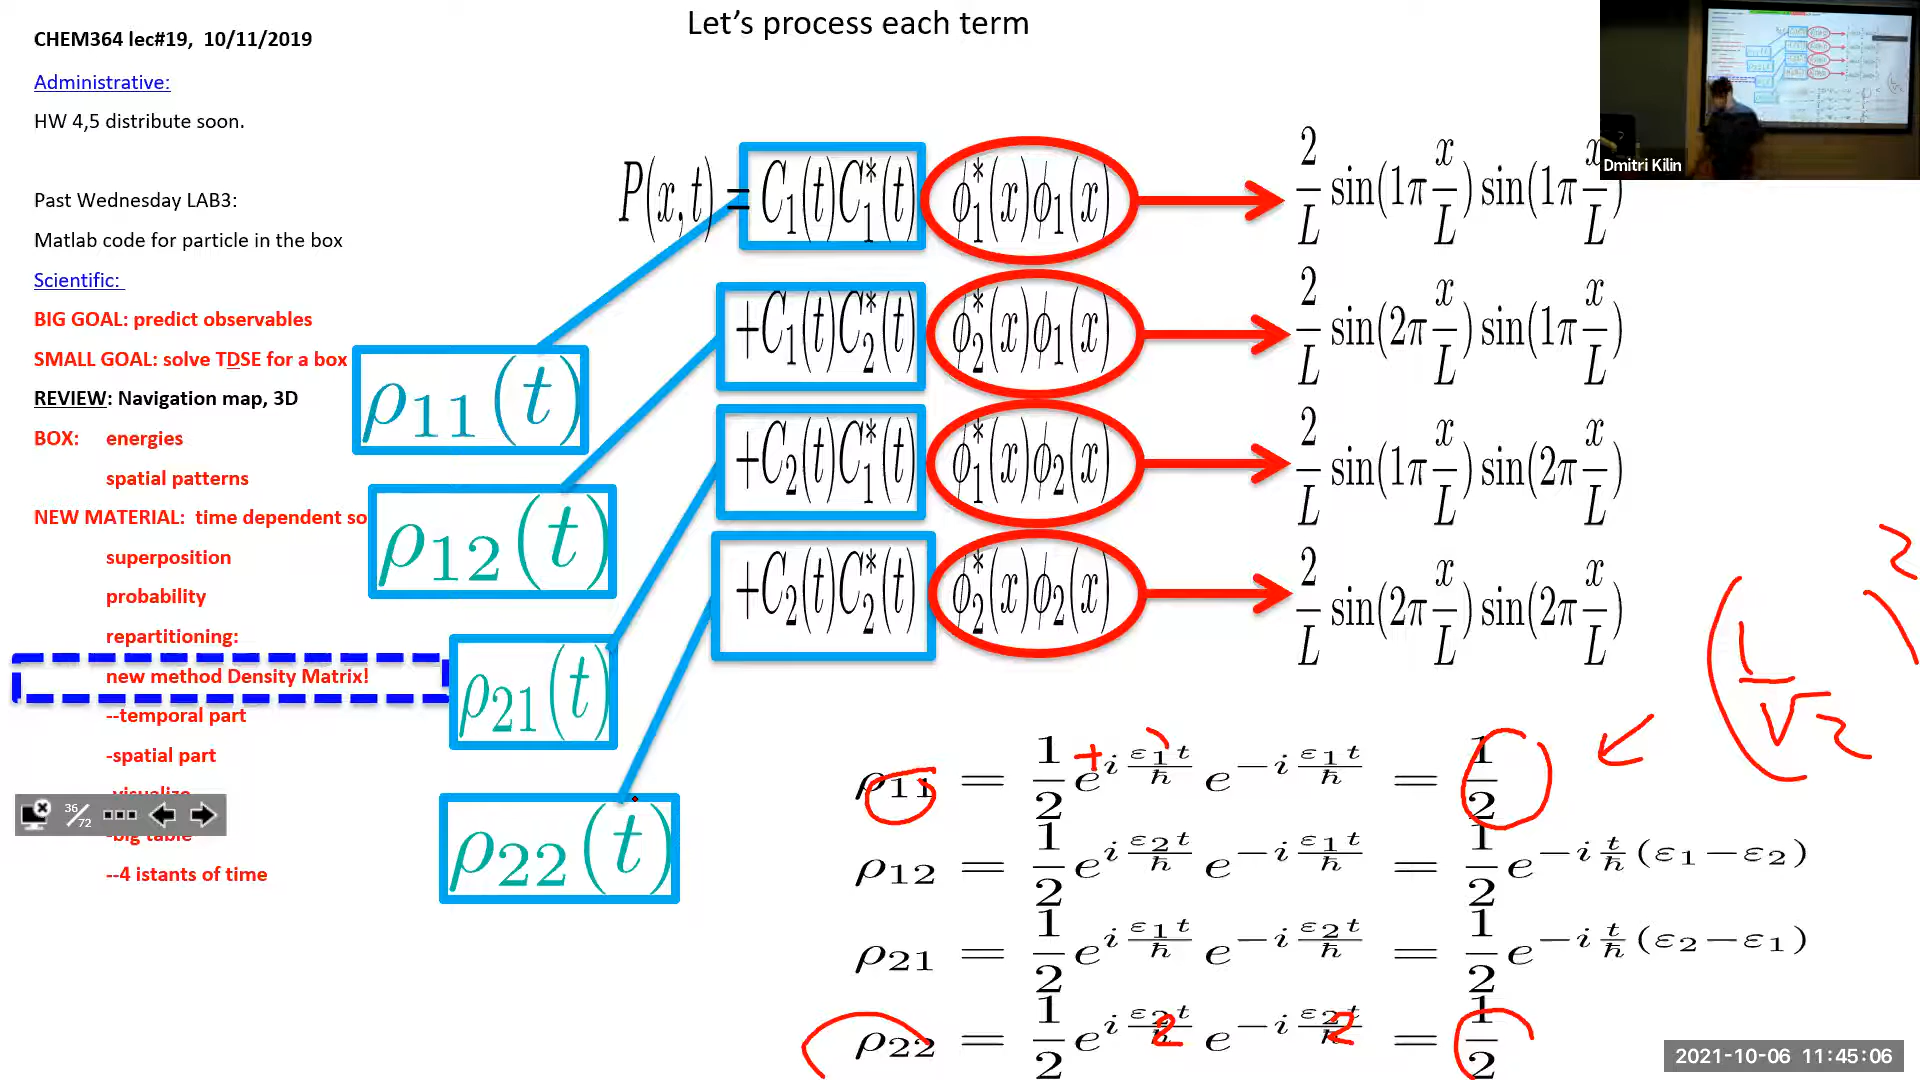 Let's process each term
CHEM364 lec#19, 10/11/2019
Administrative:
HW 4,5 distribute soon.
Past Wednesday LAB3:
Matlab code for particle in the box
Scientific:
BIG GOAL: predict observables
SMALL GOAL: solve TDSE for a box
REVIEW: Navigation map, 3D
BOX: energies
spatial patterns
NEW MATERIAL: time dependent so
superposition
probability
repartitioning:
new method Density Matrix!
--temporal part
-spatial part
-visualize
-big table
--4 istants of time
36/72
ρ₁₁(t)
ρ₁₂(t)
ρ₂₁(t)
ρ₂₂(t)
P(x,t) = C₁(t)C₁*(t) ϕ₁*(x)ϕ₁(x) 2/L sin(1π x/L) sin(1π x/L)
+C₁(t)C₂*(t) ϕ₂*(x)ϕ₁(x) 2/L sin(2π x/L) sin(1π x/L)
+C₂(t)C₁*(t) ϕ₁*(x)ϕ₂(x) 2/L sin(1π x/L) sin(2π x/L)
+C₂(t)C₂*(t) ϕ₂*(x)ϕ₂(x) 2/L sin(2π x/L) sin(2π x/L)
ρ₁₁ = 1/2 e^{+i ε₁t/ħ} e^{-i ε₁t/ħ} = 1/2
ρ₁₂ = 1/2 e^{i ε₂t/ħ} e^{-i ε₁t/ħ} = 1/2 e^{-i t/ħ (ε₁-ε₂)}
ρ₂₁ = 1/2 e^{i ε₁t/ħ} e^{-i ε₂t/ħ} = 1/2 e^{-i t/ħ (ε₂-ε₁)}
ρ₂₂ = 1/2 e^{i ε₂t/ħ} e^{-i ε₂t/ħ} = 1/2
2 2
(1/√2)²
Dmitri Kilin
2021-10-06 11:45:06